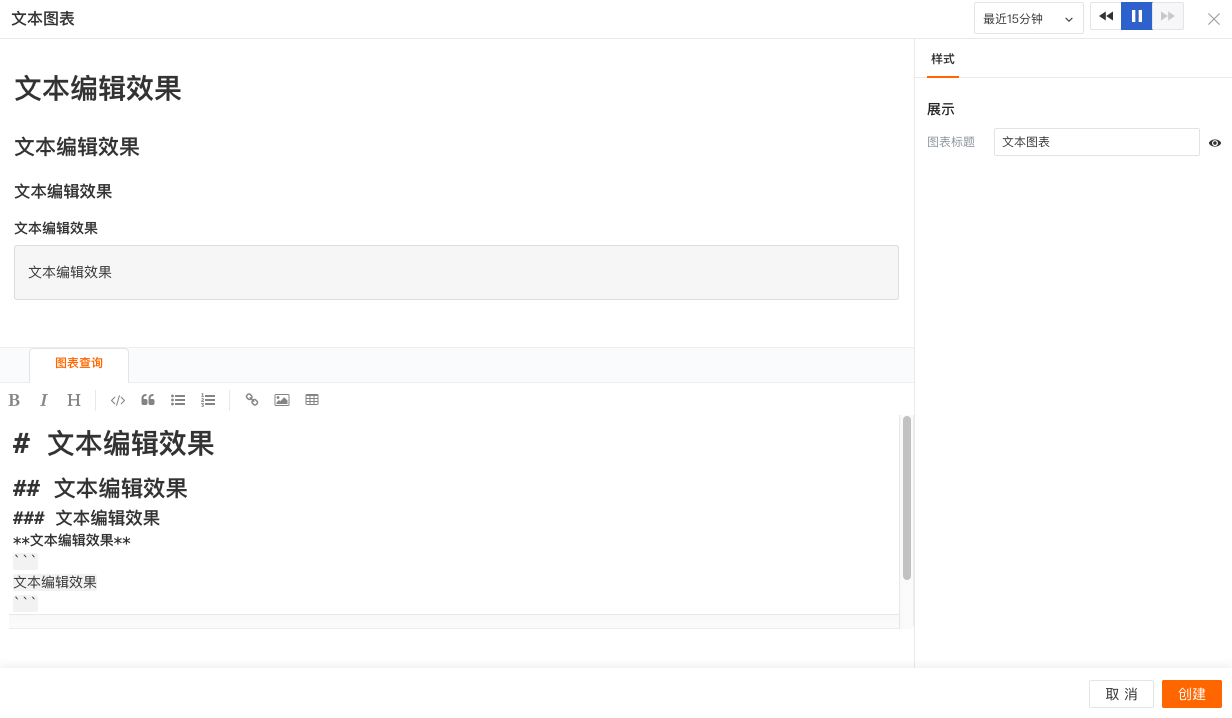 文本图表
最近15分钟
样式
文本编辑效果
文本编辑效果
文本编辑效果
文本编辑效果
文本编辑效果
展示
图表标题
文本图表
图表查询
B I H
# 文本编辑效果
## 文本编辑效果
### 文本编辑效果
**文本编辑效果**
```
文本编辑效果
```
取 消
创建